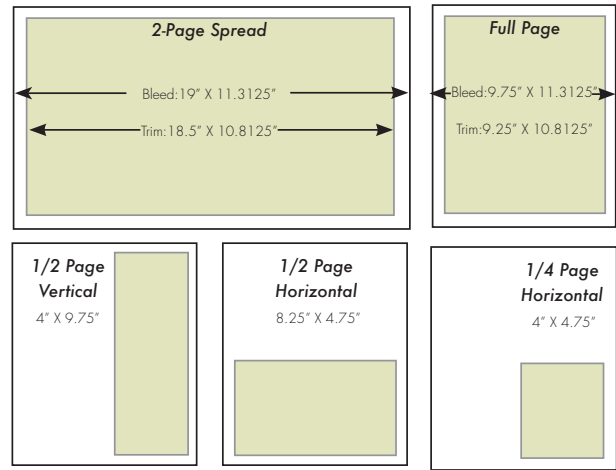 2-Page Spread
Bleed:19" X 11.3125"
Trim:18.5" X 10.8125"
Full Page
Bleed:9.75" X 11.3125"
Trim:9.25" X 10.8125"
1/2 Page
Vertical
4" X 9.75"
1/2 Page
Horizontal
8.25" X 4.75"
1/4 Page
Horizontal
4" X 4.75"